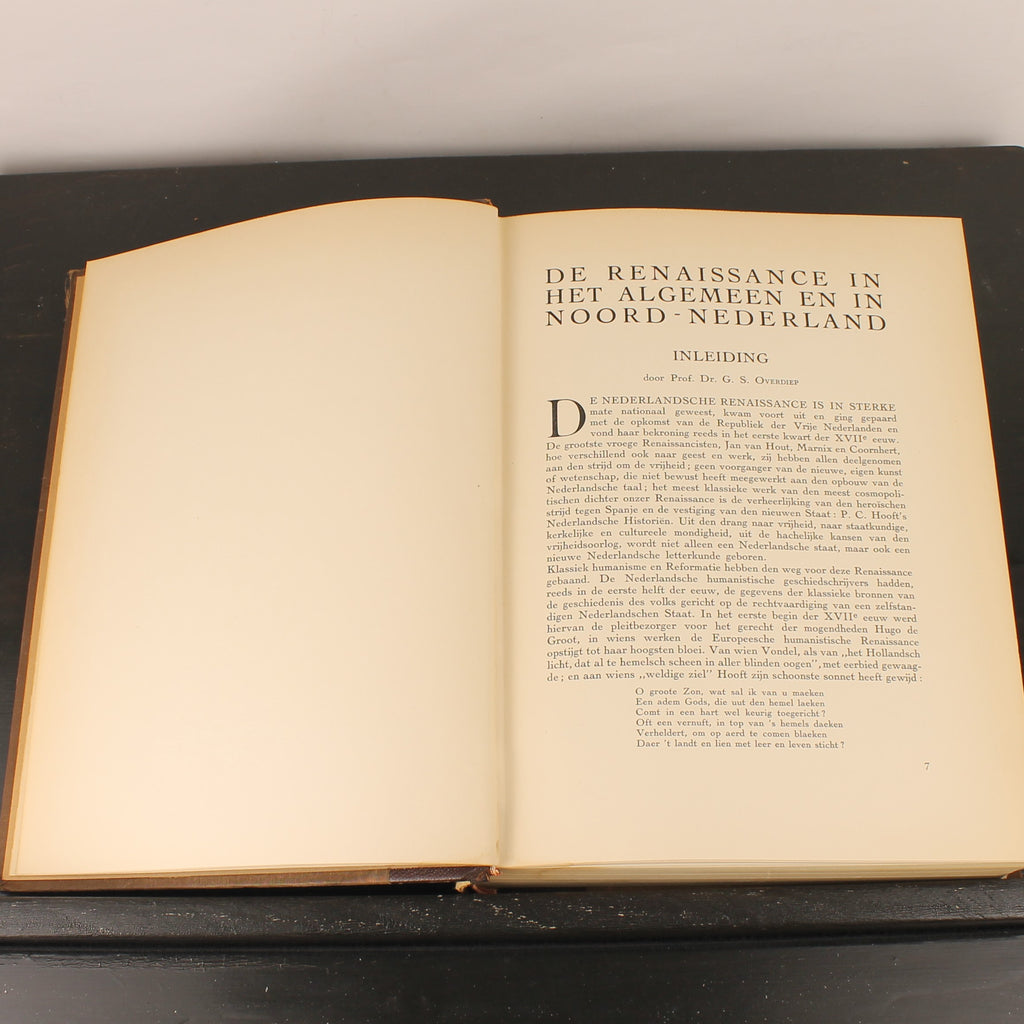 DE RENAISSANCE IN
HET ALGEMEEN EN IN
NOORD-NEDERLAND
INLEIDING
door Prof. Dr. G. S. OVERDIEP
DE NEDERLANDSCHE RENAISSANCE IS IN STERKE
mate nationaal geweest, kwam voort uit en ging gepaard
met de opkomst van de Republiek der Vrije Nederlanden en
vond haar bekroning reeds in het eerste kwart der XVIIe eeuw.
De grootste vroege Renaissancisten, Jan van Hout, Marnix en Coornhert,
hoe verschillend ook naar geest en werk, zij hebben allen deelgenomen
aan den strijd om de vrijheid; geen voorganger van de nieuwe, eigen kunst
of wetenschap, die niet bewust heeft meegewerkt aan den opbouw van de
Nederlandsche taal; het meest klassieke werk van den meest cosmopoli-
tischen dichter onzer Renaissance is de verheerlijking van den heroischen
strijd tegen Spanje en de vestiging van den nieuwen Staat: P. C. Hooft's
Nederlandsche Historiën. Uit den drang naar vrijheid, naar staatkundige,
kerkelijke en cultureele mondigheid, uit de hachelijke kansen van den
vrijheidsoorlog, wordt niet alleen een Nederlandsche staat, maar ook een
nieuwe Nederlandsche letterkunde geboren.
Klassiek humanisme en Reformatie hebben den weg voor deze Renaissance
gebaand. De Nederlandsche humanistische geschiedschrijvers hadden,
reeds in de eerste helft der eeuw, de gegevens der klassieke bronnen van
de geschiedenis des volks gericht op de rechtvaardiging van een zelfstan-
digen Nederlandschen Staat. In het eerste begin der XVIIe eeuw werd
hiervan de pleitbezorger voor het gerecht der mogendheden Hugo de
Groot, in wiens werken de Europeesche humanistische Renaissance
opstijgt tot haar hoogsten bloei. Van wien Vondel, als van „het Hollandsch
licht, dat al te hemelsch scheen in aller blinden oogen", met eerbied gewaag-
de; en aan wiens „weldige ziel" Hooft zijn schoonste sonnet heeft gewijd:
O groote Zon, wat sal ik van u maeken
Een adem Gods, die uut den hemel laeken
Comt in een hart wel keurig toegericht?
Oft een vernuft, in top van 's hemels daeken
Verheldert, om op aerd te comen blaeken
Daer 't landt en lien met leer en leven sticht?
7